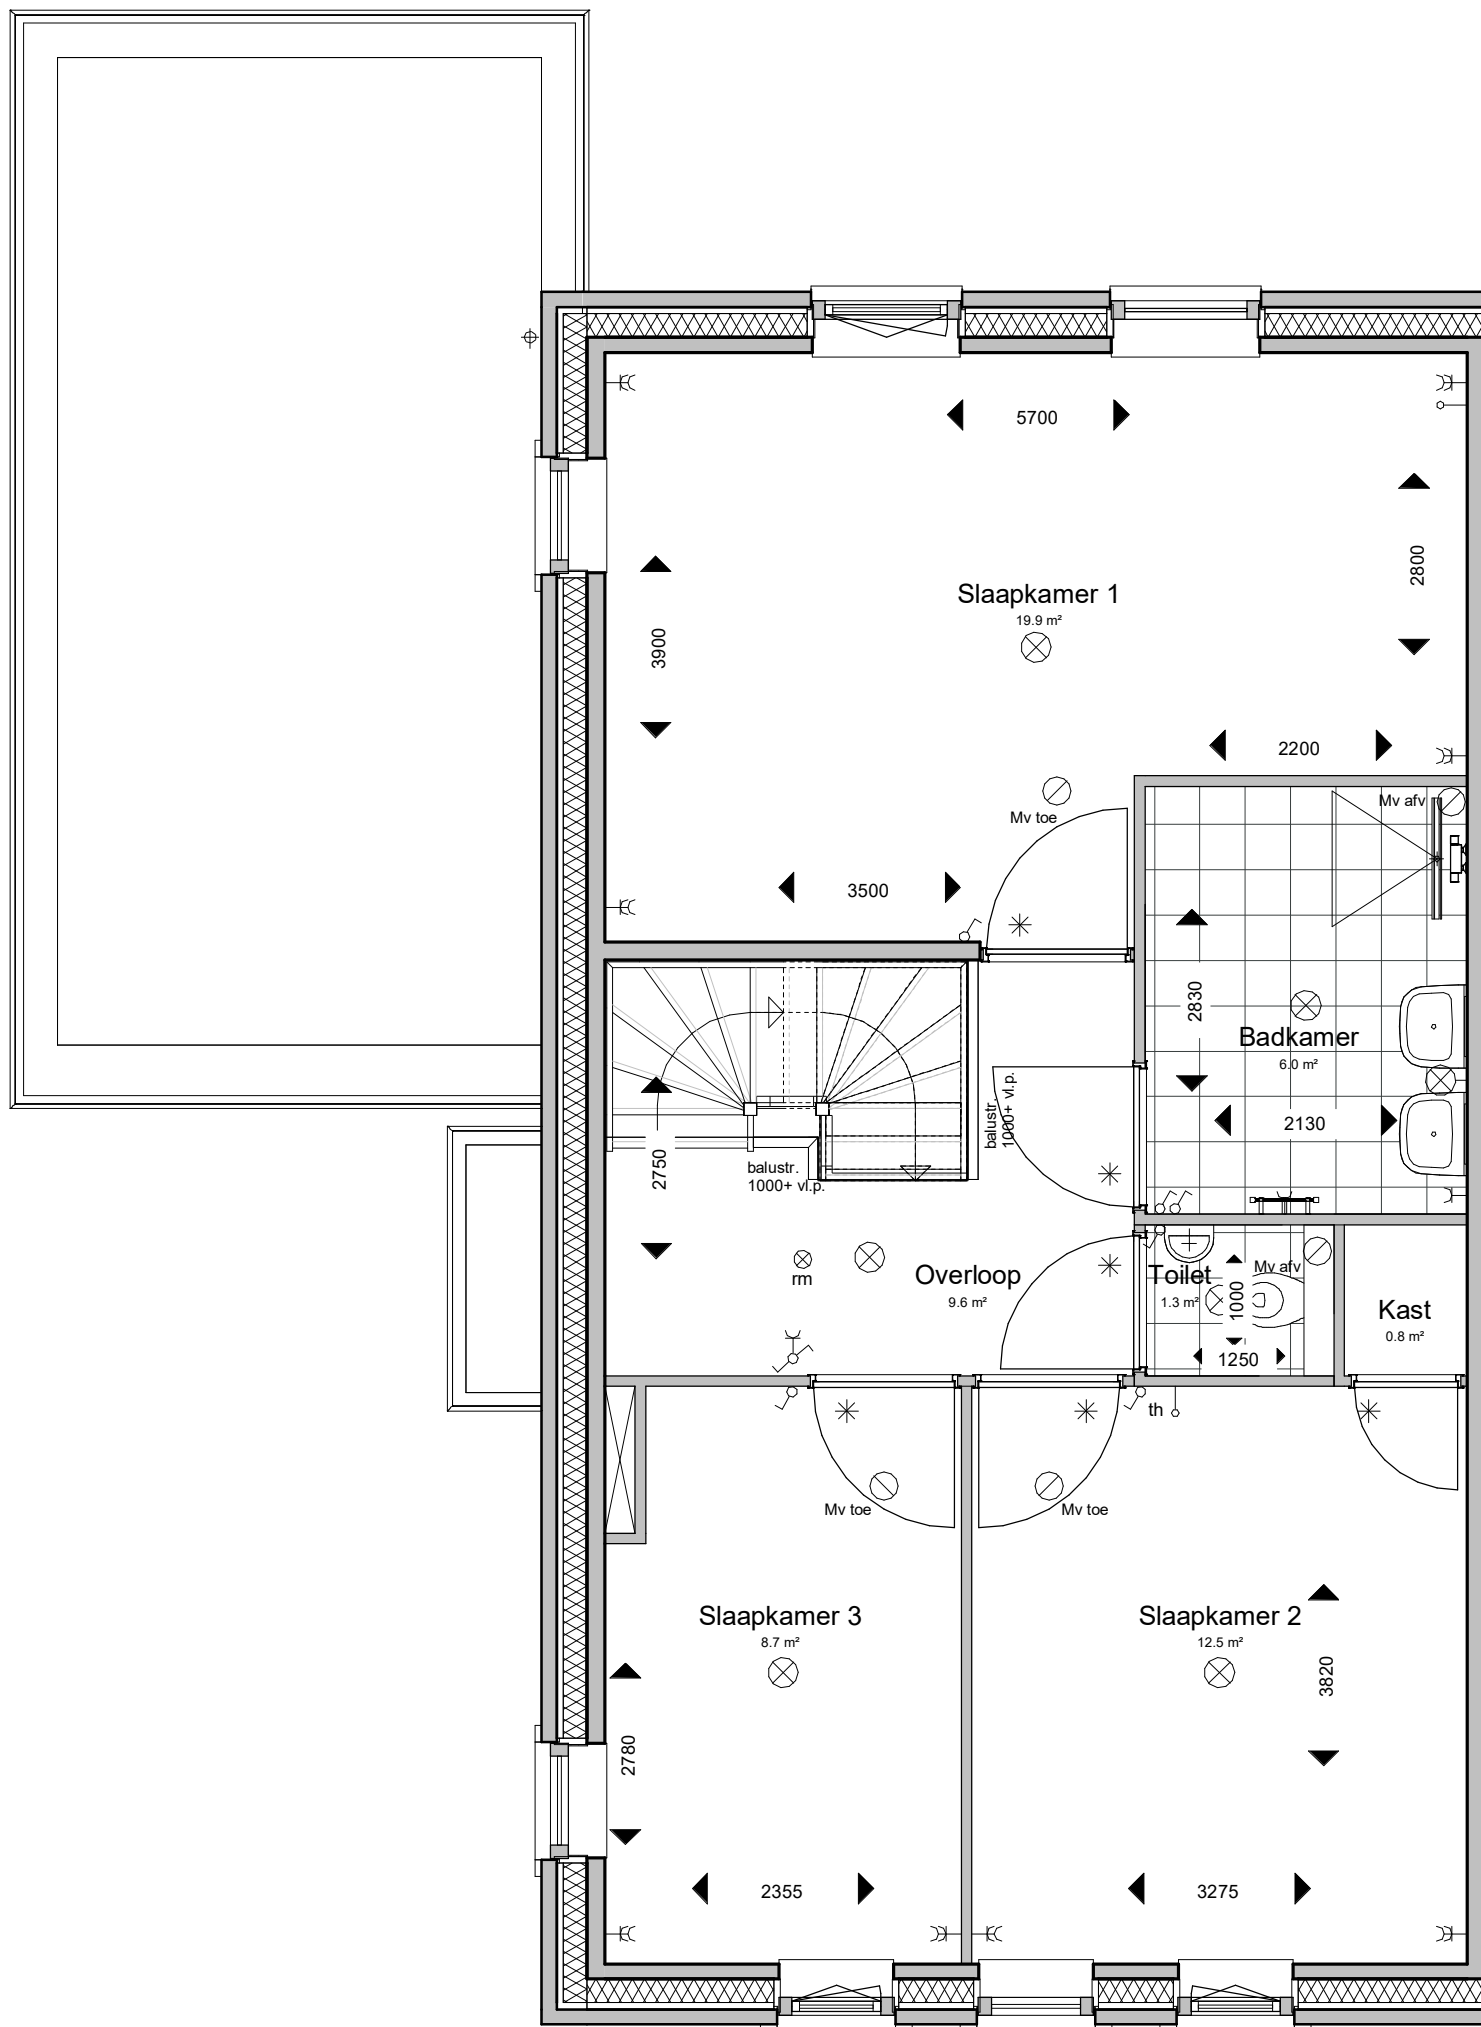 5700
2800
Slaapkamer 1
19.9 m²
3900
2200
Mv toe
Mv afv
3500
2830
Badkamer
6.0 m²
2130
balustr.
1000+ vl.p.
2750
balustr.
1000+ vl.p.
rm
Overloop
9.6 m²
Toilet
1.3 m²
Mv afv
1000
1250
Kast
0.8 m²
th
Mv toe
Mv toe
Slaapkamer 3
8.7 m²
Slaapkamer 2
12.5 m²
3820
2780
2355
3275